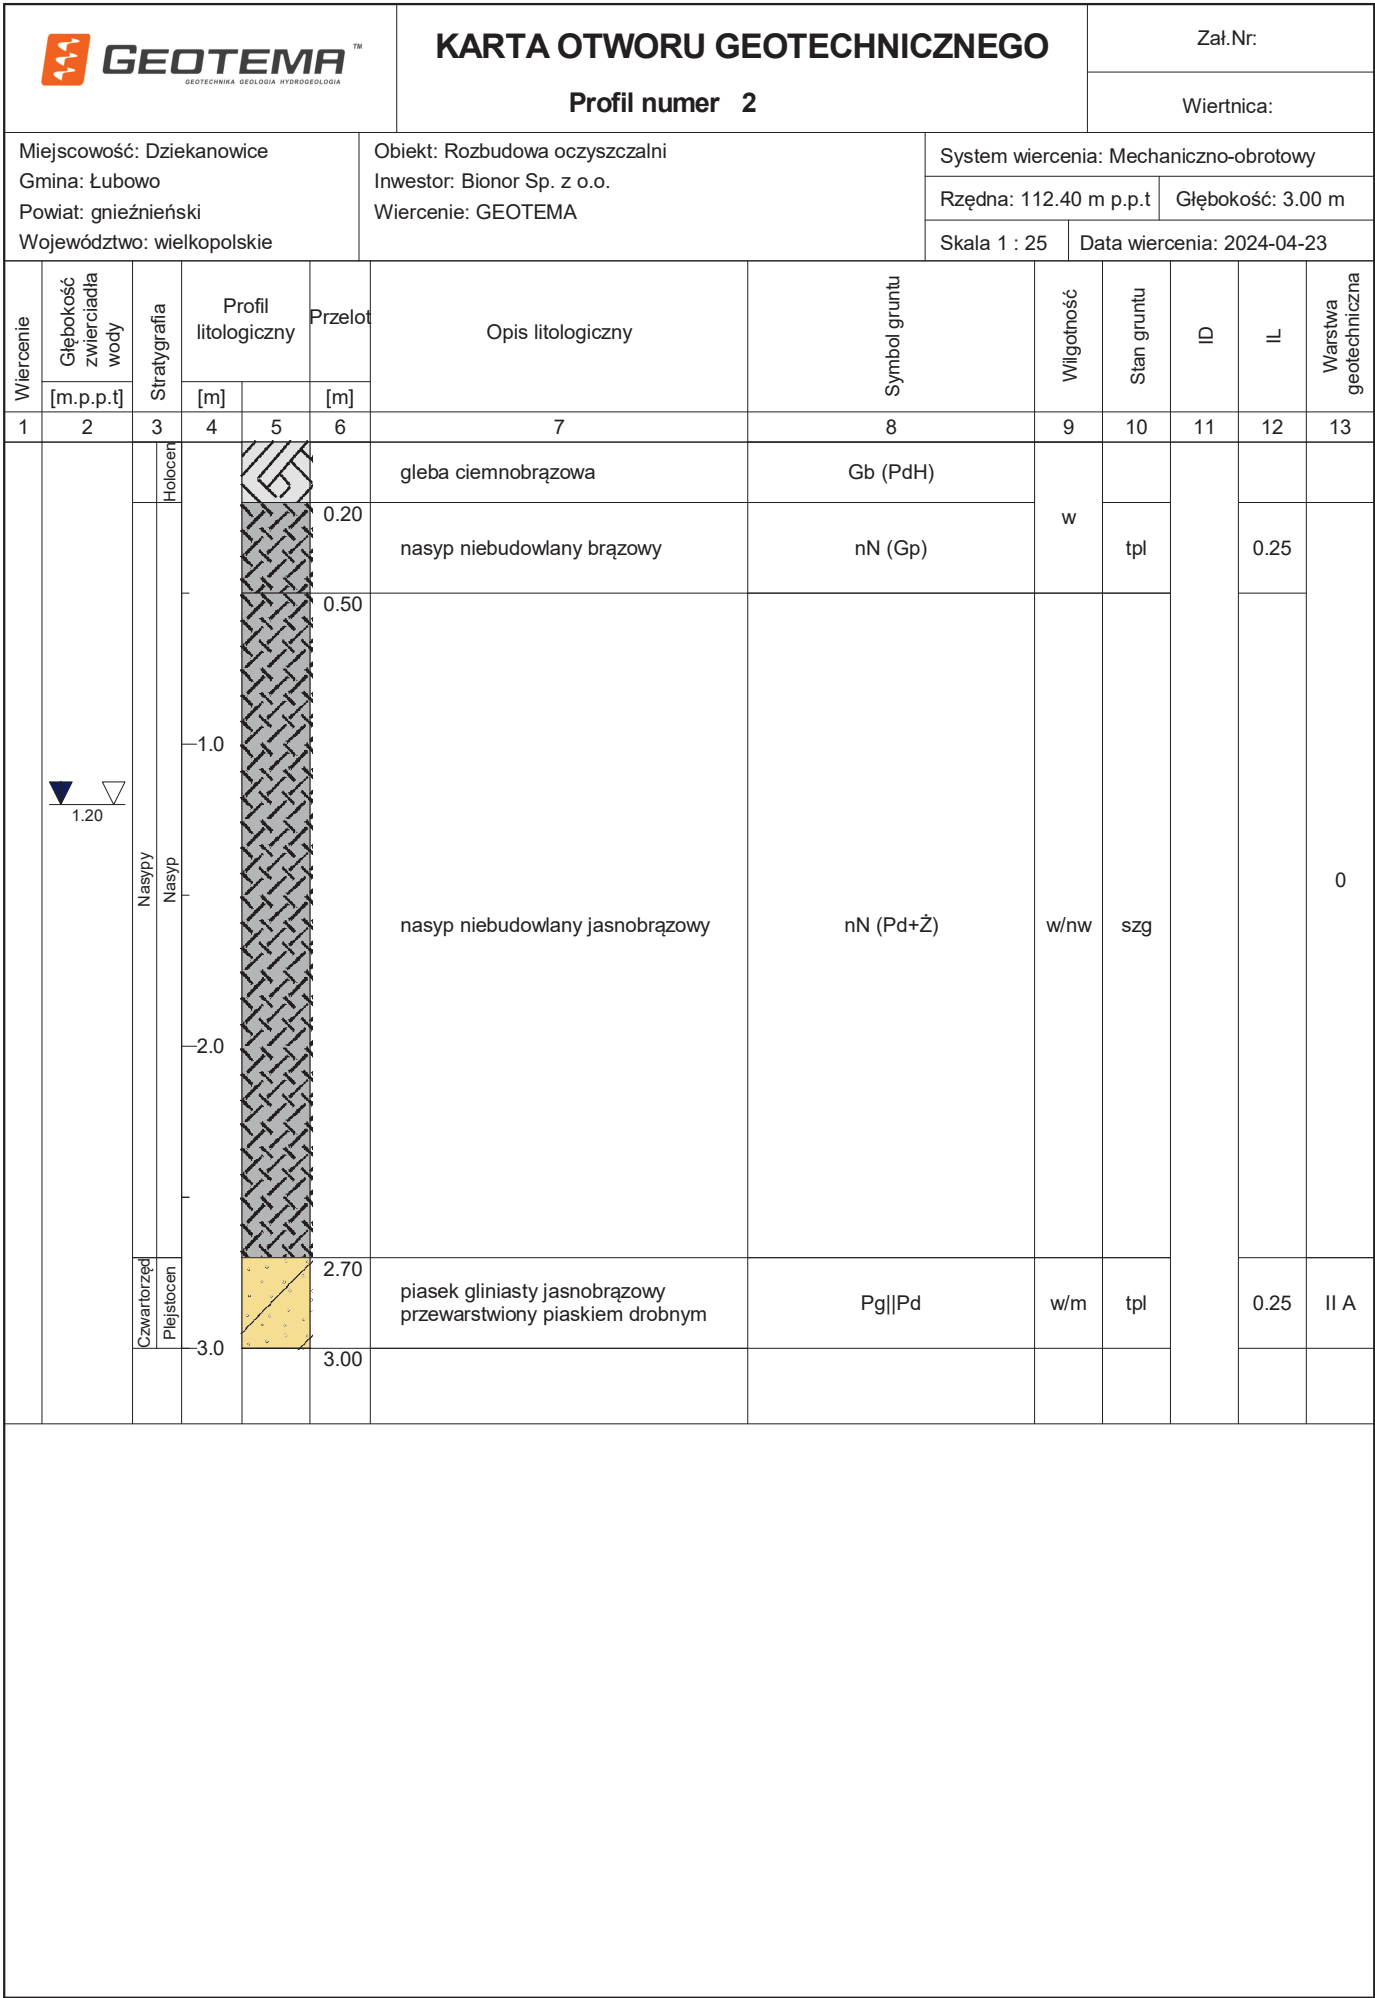 GEOTEMA TM
GEOTECHNIKA GEOLOGIA HYDROGEOLOGIA
KARTA OTWORU GEOTECHNICZNEGO
Profil numer 2
Zał.Nr:
Wiertnica:
Miejscowość: Dziekanowice
Gmina: Łubowo
Powiat: gnieźnieński
Województwo: wielkopolskie
Obiekt: Rozbudowa oczyszczalni
Inwestor: Bionor Sp. z o.o.
Wiercenie: GEOTEMA
System wiercenia: Mechaniczno-obrotowy
Rzędna: 112.40 m p.p.t
Głębokość: 3.00 m
Skala 1 : 25
Data wiercenia: 2024-04-23
Wiercenie
Głębokość
zwierciadła
wody
[m.p.p.t]
Stratygrafia
Profil
litologiczny
[m]
Przelot
[m]
Opis litologiczny
Symbol gruntu
Wilgotność
Stan gruntu
ID
IL
Warstwa
geotechniczna
1 2 3 4 5 6 7 8 9 10 11 12 13
Holocen
gleba ciemnobrązowa
Gb (PdH)
w
0.20
nasyp niebudowlany brązowy
nN (Gp)
tpl
0.25
0.50
1.0
1.20
Nasypy
Nasyp
nasyp niebudowlany jasnobrązowy
nN (Pd+Ż)
w/nw
szg
0
2.0
2.70
Czwartorzęd
Plejstocen
piasek gliniasty jasnobrązowy
przewarstwiony piaskiem drobnym
Pg||Pd
w/m
tpl
0.25
II A
3.0
3.00